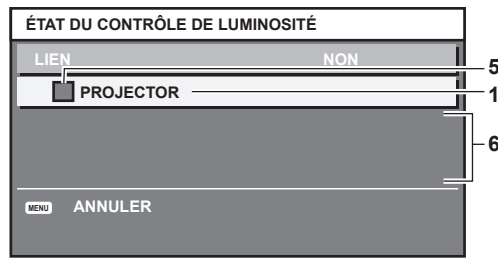 ÉTAT DU CONTRÔLE DE LUMINOSITÉ
LIEN NON
5
PROJECTOR 1
6
MENU ANNULER